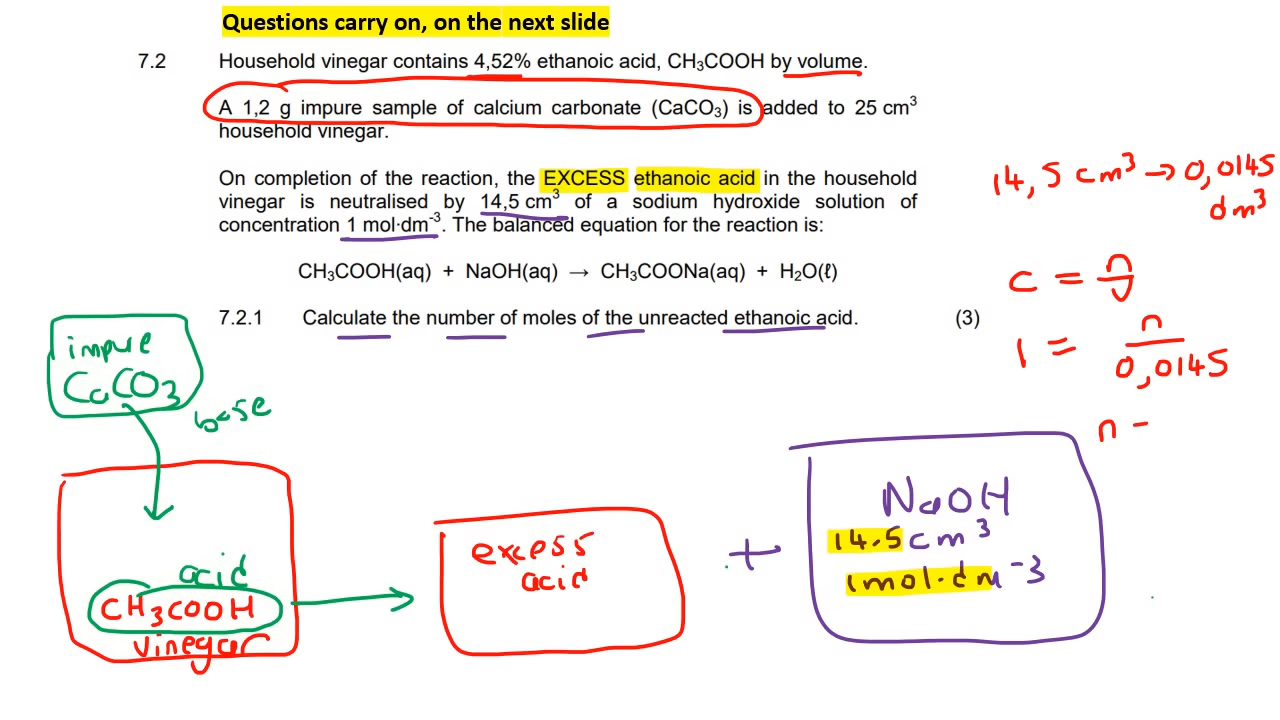 Questions carry on, on the next slide
7.2 Household vinegar contains 4,52% ethanoic acid, CH₃COOH by volume.
A 1,2 g impure sample of calcium carbonate (CaCO₃) is added to 25 cm³
household vinegar.
On completion of the reaction, the EXCESS ethanoic acid in the household
vinegar is neutralised by 14,5 cm³ of a sodium hydroxide solution of
concentration 1 mol·dm⁻³. The balanced equation for the reaction is:
CH₃COOH(aq) + NaOH(aq) → CH₃COONa(aq) + H₂O(ℓ)
7.2.1 Calculate the number of moles of the unreacted ethanoic acid. (3)
14,5 cm³ → 0,0145
dm³
c = n/v
1 = n/0,0145
n -
impure
CaCO₃
base
acid
CH₃COOH
vinegar
excess
acid
+
NaOH
14.5cm³
1mol.dm⁻³